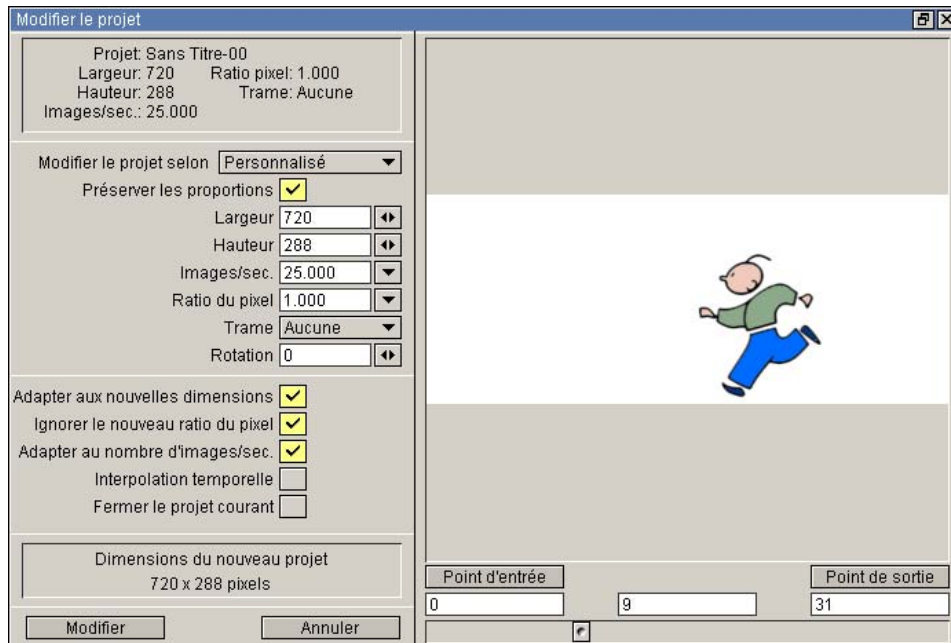 Modifier le projet
Projet: Sans Titre-00
Largeur: 720 Ratio pixel: 1.000
Hauteur: 288 Trame: Aucune
Images/sec.: 25.000
Modifier le projet selon Personnalisé
Préserver les proportions
Largeur 720
Hauteur 288
Images/sec. 25.000
Ratio du pixel 1.000
Trame Aucune
Rotation 0
Adapter aux nouvelles dimensions
Ignorer le nouveau ratio du pixel
Adapter au nombre d'images/sec.
Interpolation temporelle
Fermer le projet courant
Dimensions du nouveau projet
720 x 288 pixels
Modifier Annuler
Point d'entrée Point de sortie
0 9 31